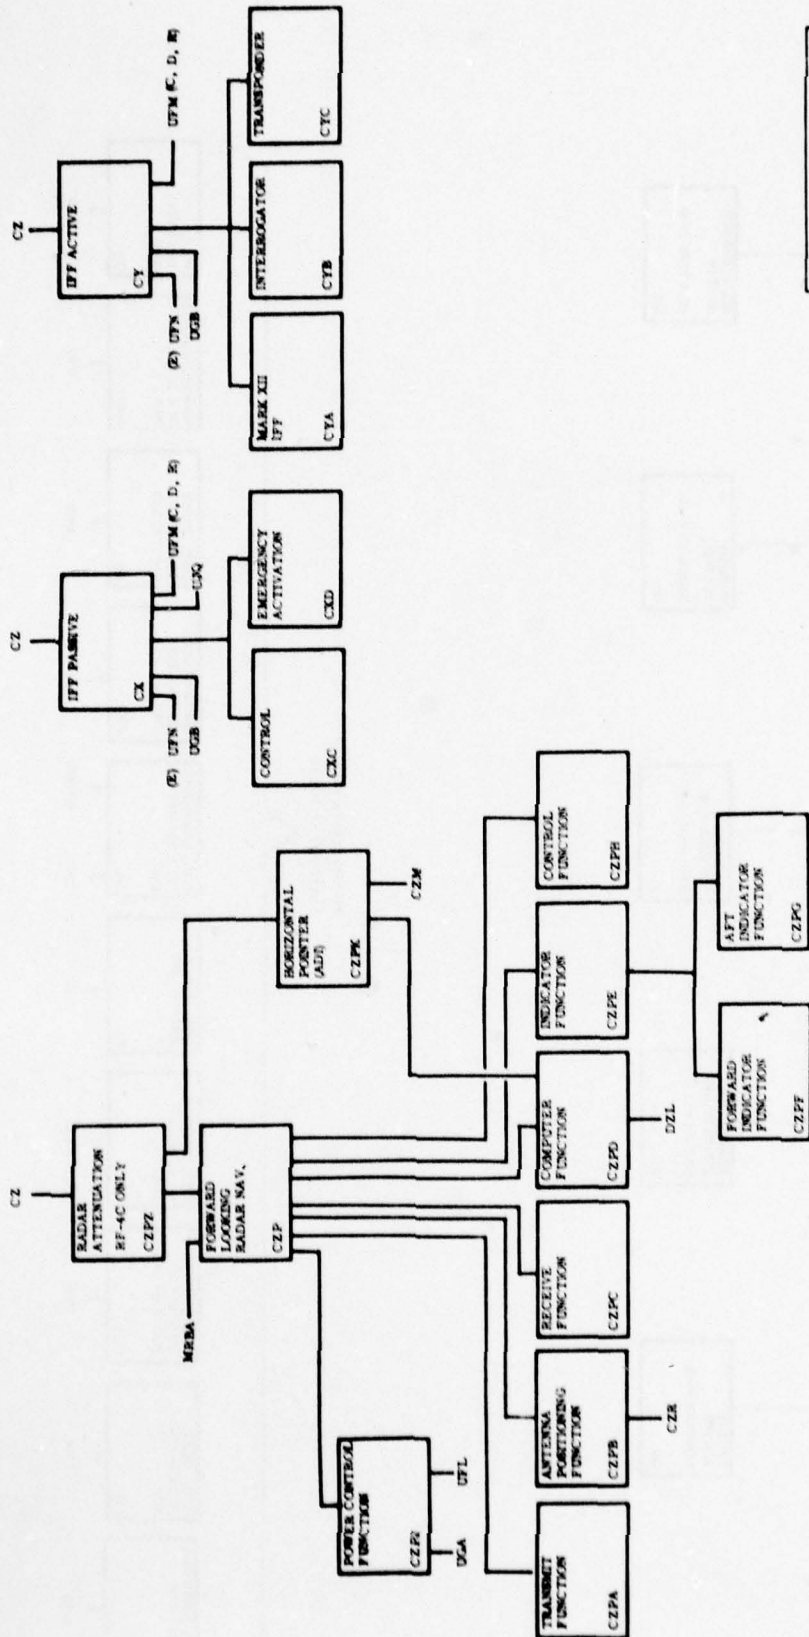 CZ
RADAR
ATTENUATION
RF-4C ONLY
CZPZ
MRBA
FORWARD
LOOKING
RADAR NAV.
CZP
HORIZONTAL
POINTER
(ADI)
CZPK
CZM
POWER CONTROL
FUNCTION
UGA
UFL
TRANSMIT
FUNCTION
CZPA
ANTENNA
POSITIONING
FUNCTION
CZPB
CZR
RECEIVE
FUNCTION
CZPC
COMPUTER
FUNCTION
CZPD
DZL
INDICATOR
FUNCTION
CZPE
CONTROL
FUNCTION
CZPH
FORWARD
INDICATOR
FUNCTION
CZPF
AFT
INDICATOR
FUNCTION
CZPG
CZ
IFF PASSIVE
CX
(E) UFN
UGB
UFM (C, D, R)
UJQ
CONTROL
CXC
EMERGENCY
ACTIVATION
CXD
CZ
IFF ACTIVE
CY
(E) UFN
UGB
UFM (C, D, R)
MARK XII
IFF
CYA
INTERROGATOR
CYB
TRANSPONDER
CYC